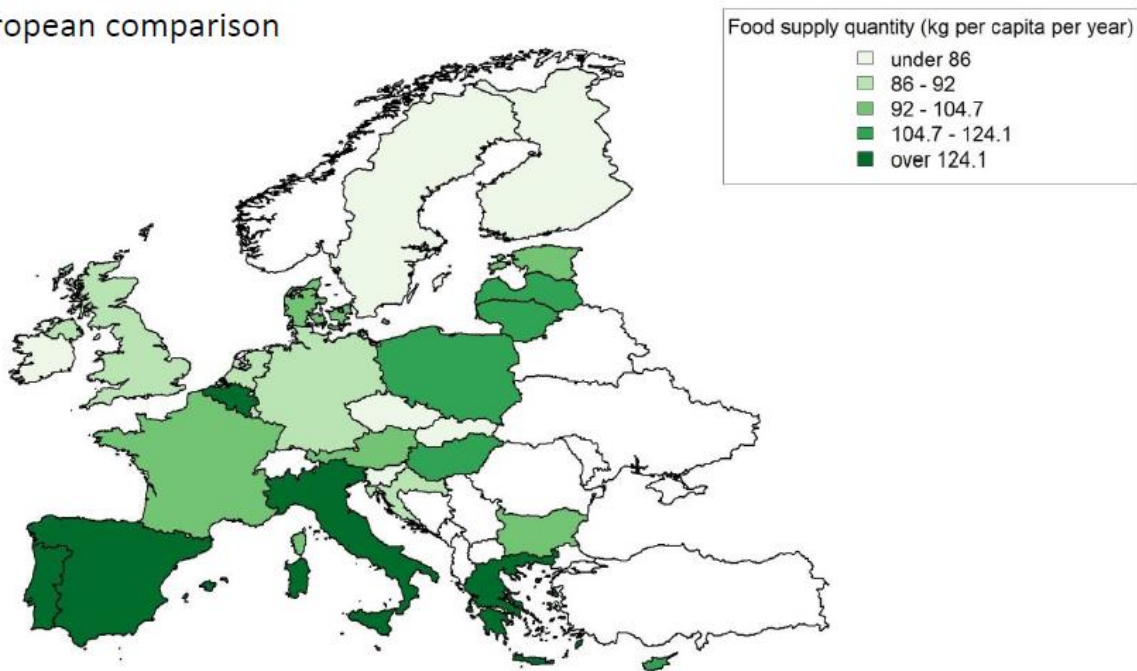 ropean comparison
Food supply quantity (kg per capita per year)
under 86
86 - 92
92 - 104.7
104.7 - 124.1
over 124.1